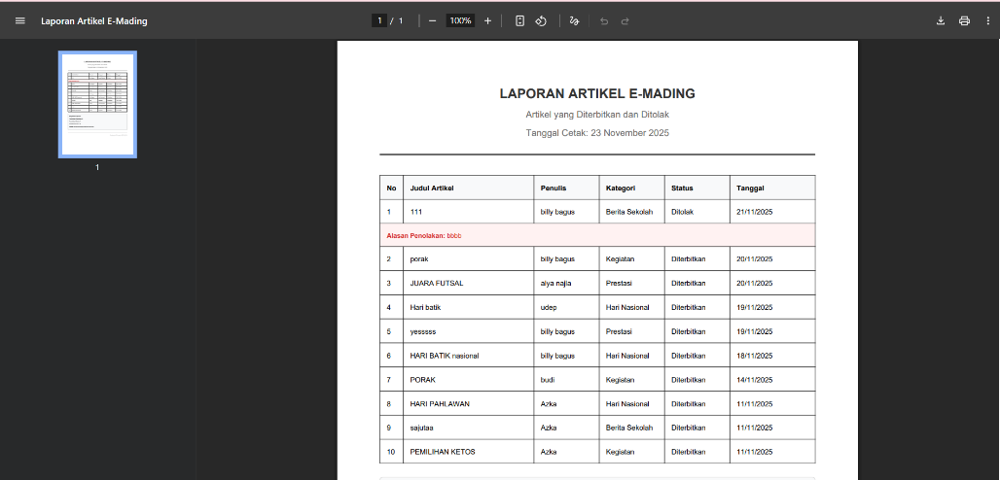 Laporan Artikel E-Mading
1 / 1
100%
1
LAPORAN ARTIKEL E-MADING
Artikel yang Diterbitkan dan Ditolak
Tanggal Cetak: 23 November 2025
No Judul Artikel Penulis Kategori Status Tanggal
1 111 billy bagus Berita Sekolah Ditolak 21/11/2025
Alasan Penolakan: bbbb
2 porak billy bagus Kegiatan Diterbitkan 20/11/2025
3 JUARA FUTSAL alya najla Prestasi Diterbitkan 20/11/2025
4 Hari batik udep Hari Nasional Diterbitkan 19/11/2025
5 yesssss billy bagus Prestasi Diterbitkan 19/11/2025
6 HARI BATIK nasional billy bagus Hari Nasional Diterbitkan 18/11/2025
7 PORAK budi Kegiatan Diterbitkan 14/11/2025
8 HARI PAHLAWAN Azka Hari Nasional Diterbitkan 11/11/2025
9 sajutaa Azka Berita Sekolah Diterbitkan 11/11/2025
10 PEMILIHAN KETOS Azka Kegiatan Diterbitkan 11/11/2025